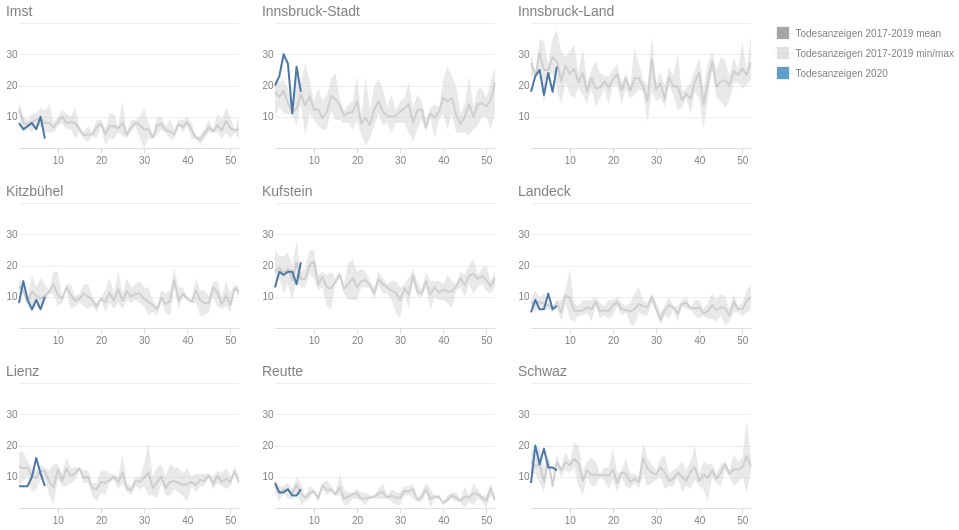 Imst
Innsbruck-Stadt
Innsbruck-Land
Todesanzeigen 2017-2019 mean
Todesanzeigen 2017-2019 min/max
Todesanzeigen 2020
30 30 30
20 20 20
10 10 10
10 20 30 40 50 10 20 30 40 50 10 20 30 40 50
Kitzbühel
Kufstein
Landeck
30 30 30
20 20 20
10 10 10
10 20 30 40 50 10 20 30 40 50 10 20 30 40 50
Lienz
Reutte
Schwaz
30 30 30
20 20 20
10 10 10
10 20 30 40 50 10 20 30 40 50 10 20 30 40 50